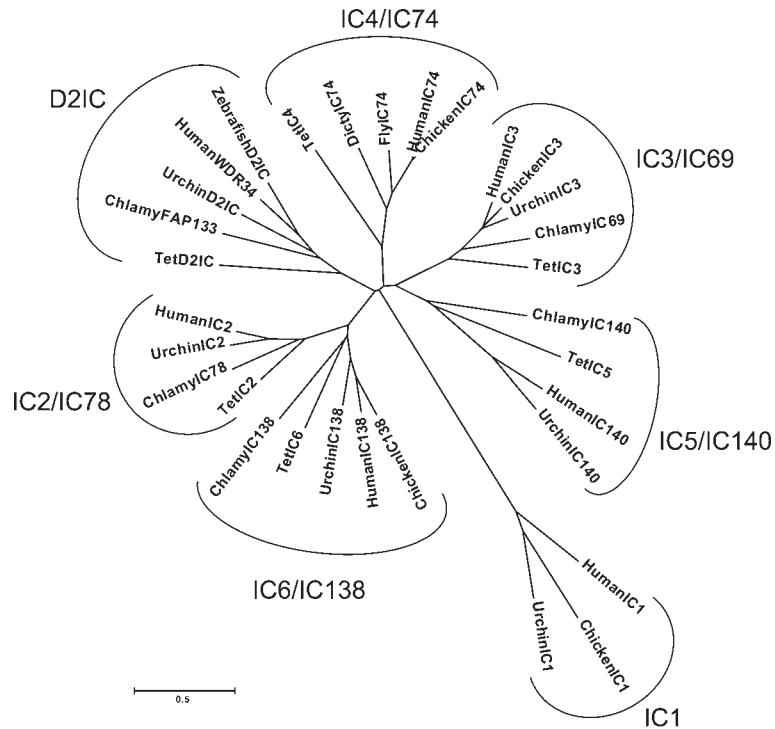 IC4/IC74
TetIC4
DictyIC74
FlyIC74
HumanIC74
ChickenIC74
D2IC
ZebrafishD2IC
HumanWDR34
UrchinD2IC
ChlamyFAP133
TetD2IC
IC3/IC69
HumanIC3
ChickenIC3
UrchinIC3
ChlamyIC69
TetIC3
IC2/IC78
HumanIC2
UrchinIC2
ChlamyIC78
TetIC2
IC5/IC140
ChlamyIC140
TetIC5
HumanIC140
UrchinIC140
IC6/IC138
ChlamyIC138
TetIC6
UrchinIC138
HumanIC138
ChickenIC138
IC1
HumanIC1
ChickenIC1
UrchinIC1
0.5